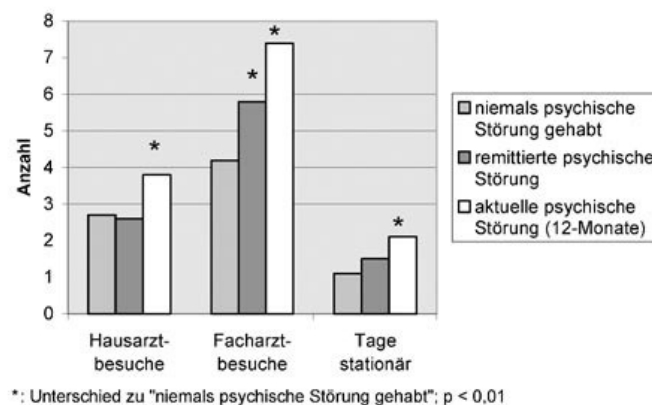 8
7
6
5
4
3
2
1
0
Anzahl
*
*
*
*
Hausarzt-
besuche
Facharzt-
besuche
Tage
stationär
niemals psychische
Störung gehabt
remittierte psychische
Störung
aktuelle psychische
Störung (12-Monate)
*: Unterschied zu "niemals psychische Störung gehabt"; p < 0,01